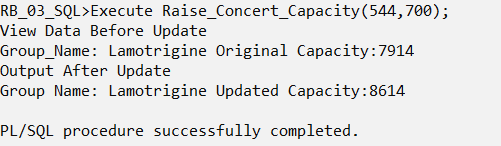 RB_03_SQL>Execute Raise_Concert_Capacity(544,700);
View Data Before Update
Group_Name: Lamotrigine Original Capacity:7914
Output After Update
Group Name: Lamotrigine Updated Capacity:8614
PL/SQL procedure successfully completed.